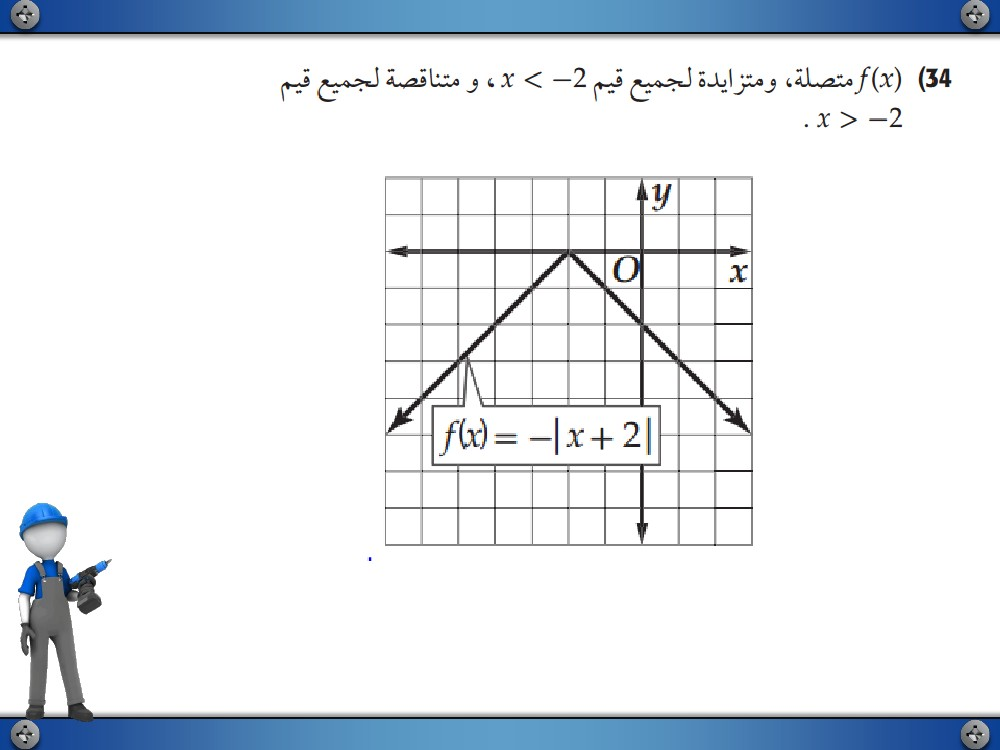 34) f(x) متصلة، ومتزايدة لجميع قيم x < −2 ، و متناقصة لجميع قيم
x > −2 .
y
O
x
f(x) = −|x + 2|